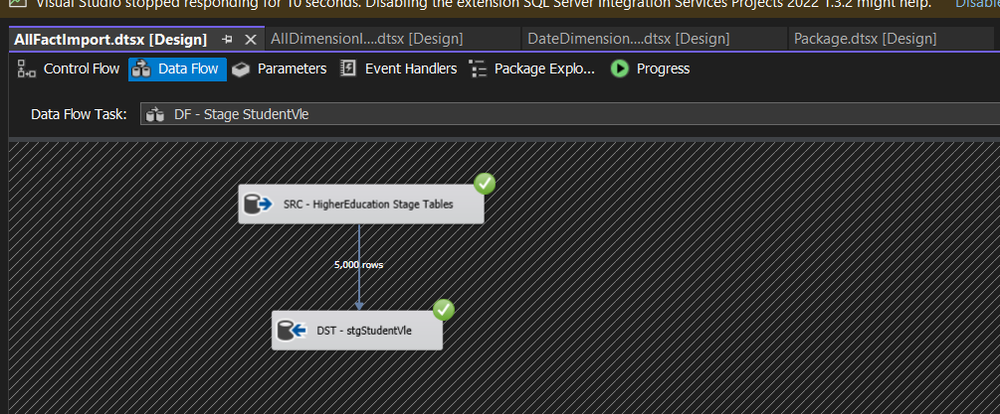 Visual Studio stopped responding for 10 seconds. Disabling the extension SQL Server Integration Services Projects 2022 1.3.2 might help. Disable
AllFactImport.dtsx [Design] AllDimensionI....dtsx [Design] DateDimension....dtsx [Design] Package.dtsx [Design]
Control Flow Data Flow Parameters Event Handlers Package Explo... Progress
Data Flow Task: DF - Stage StudentVle
SRC - HigherEducation Stage Tables
5,000 rows
DST - stgStudentVle